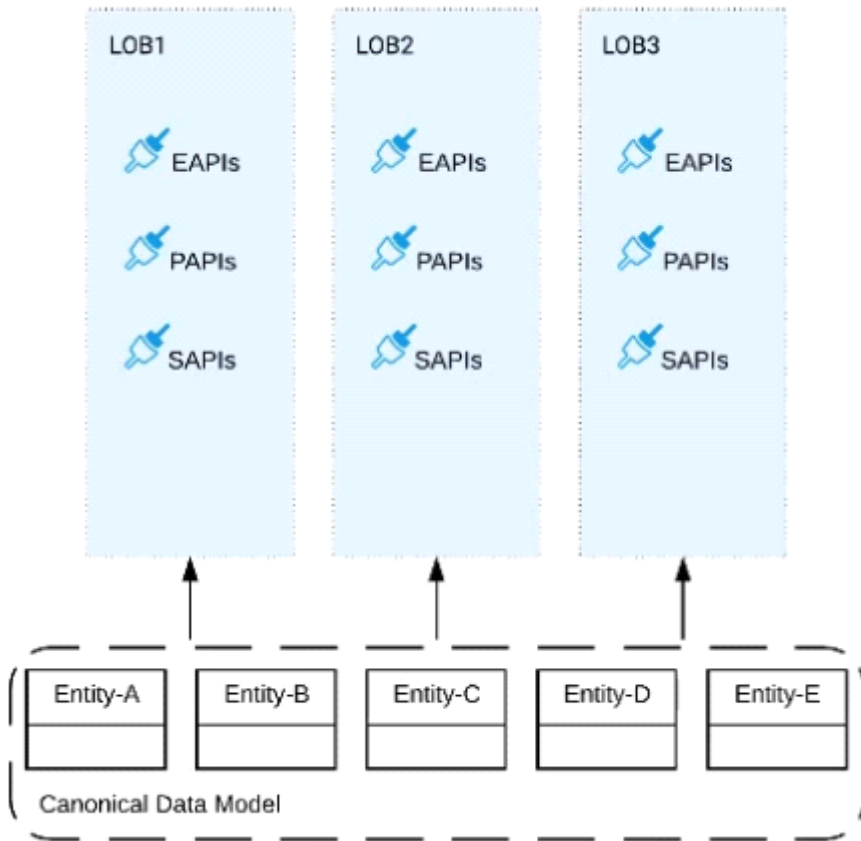 LOB1 LOB2 LOB3
EAPIs EAPIs EAPIs
PAPIs PAPIs PAPIs
SAPIs SAPIs SAPIs
Entity-A Entity-B Entity-C Entity-D Entity-E
Canonical Data Model